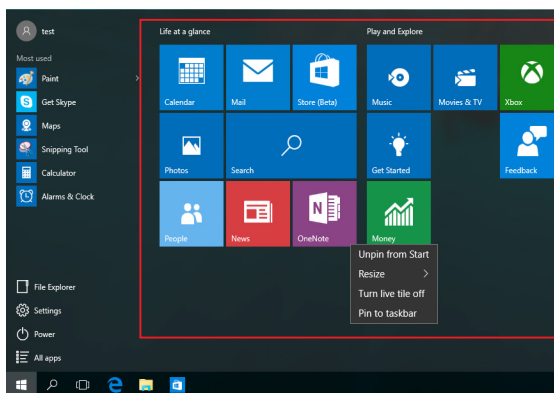 test
Most used
Paint
Get Skype
Maps
Snipping Tool
Calculator
Alarms & Clock
File Explorer
Settings
Power
All apps
Life at a glance
Calendar
Mail
Store (Beta)
Photos
Search
People
News
OneNote
Play and Explore
Music
Movies & TV
Xbox
Get Started
Feedback
Money
Unpin from Start
Resize
Turn live tile off
Pin to taskbar